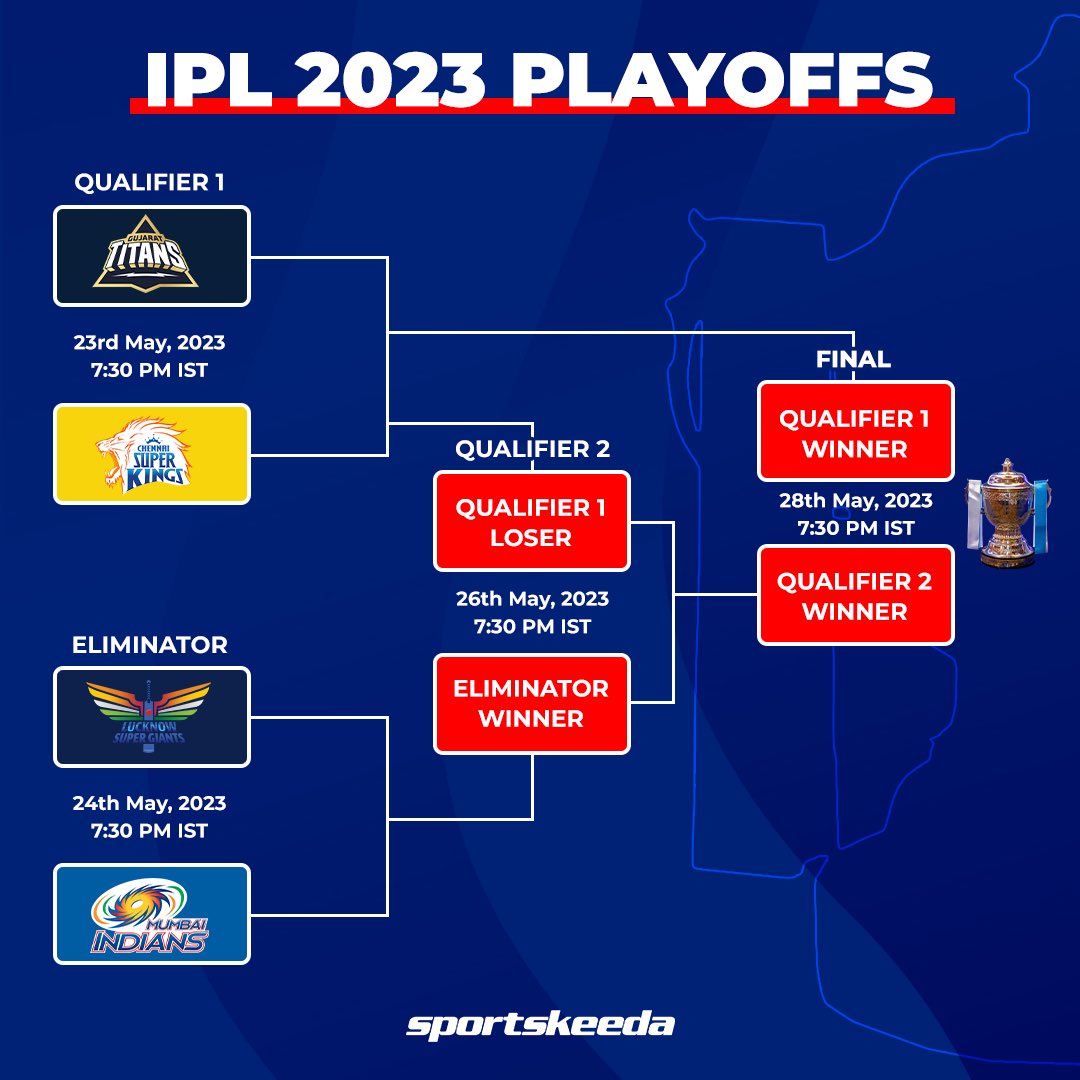 IPL 2023 PLAYOFFS
QUALIFIER 1
GUJARAT
TITANS
23rd May, 2023
7:30 PM IST
CHENNAI
SUPER
KINGS
ELIMINATOR
LUCKNOW
SUPER GIANTS
24th May, 2023
7:30 PM IST
MUMBAI
INDIANS
QUALIFIER 2
QUALIFIER 1
LOSER
26th May, 2023
7:30 PM IST
ELIMINATOR
WINNER
FINAL
QUALIFIER 1
WINNER
28th May, 2023
7:30 PM IST
QUALIFIER 2
WINNER
sportskeeda